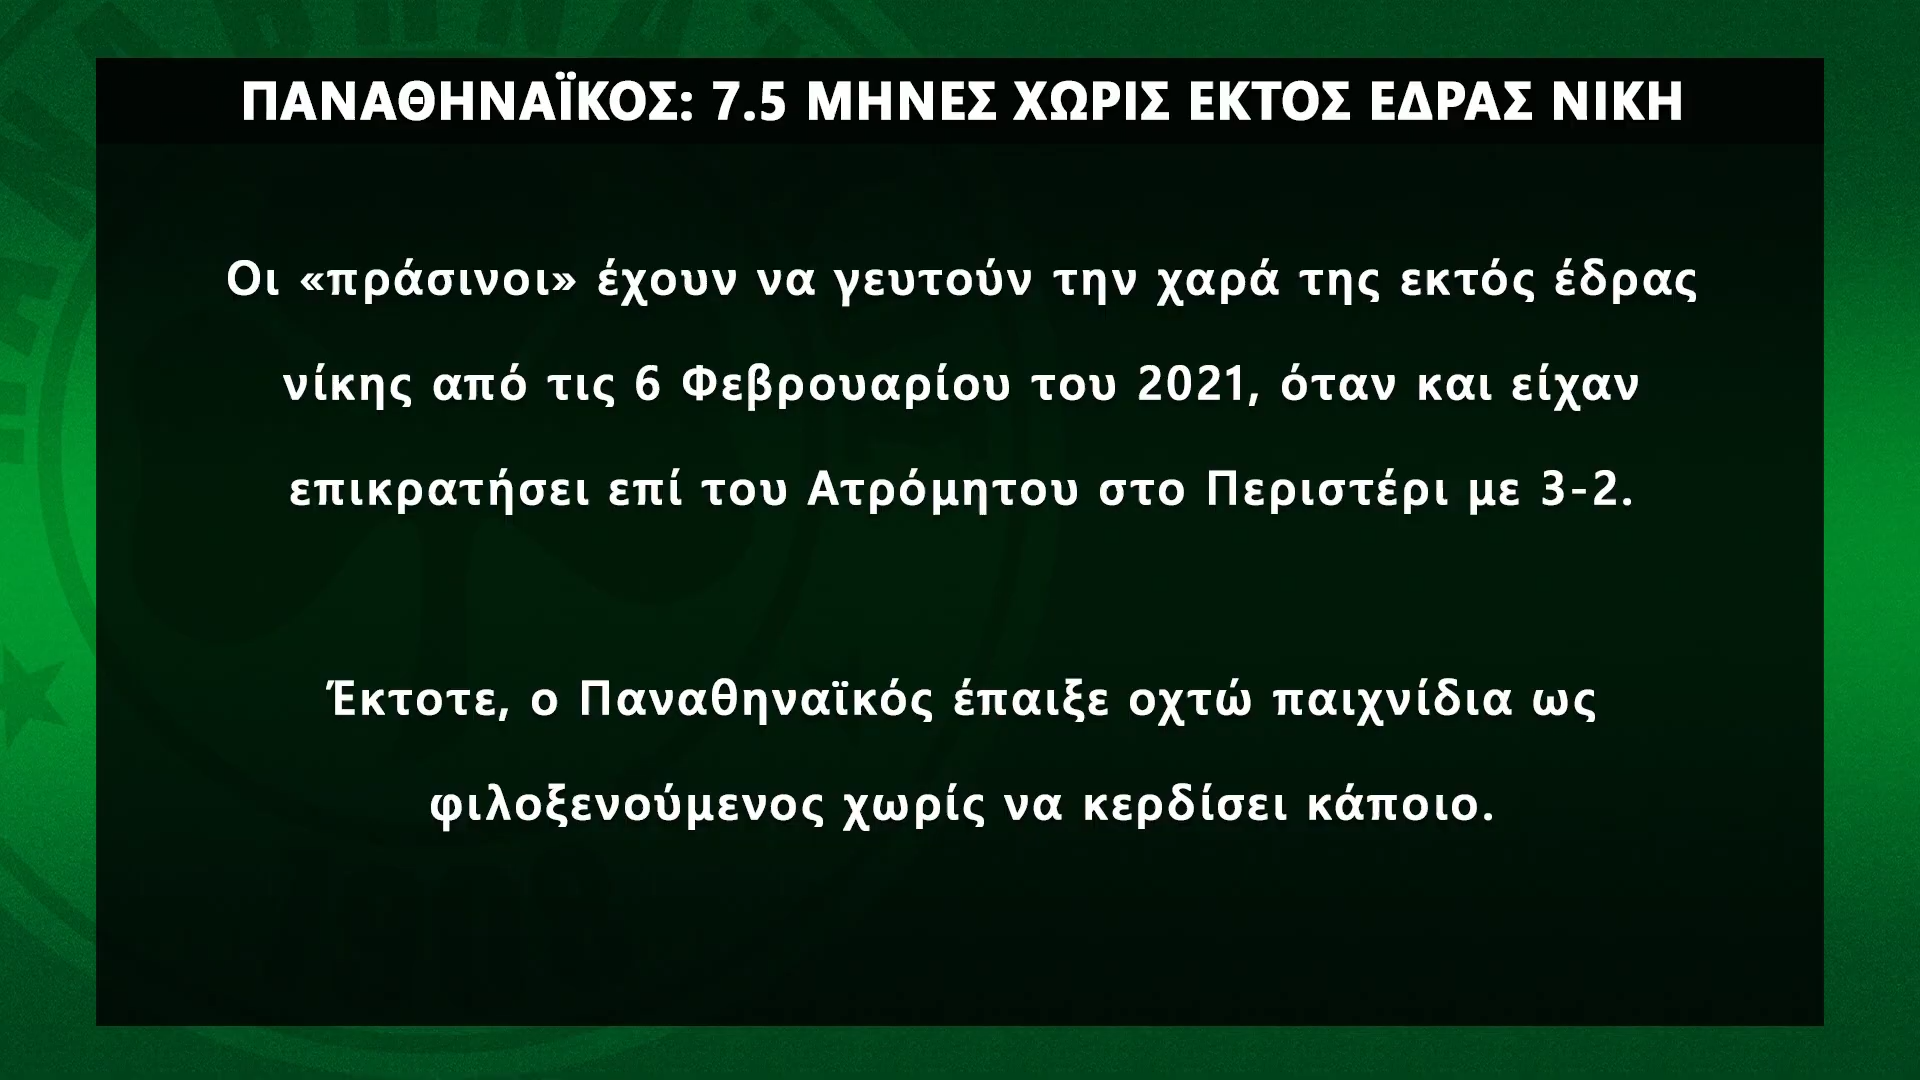 ΠΑΝΑΘΗΝΑΪΚΟΣ: 7.5 ΜΗΝΕΣ ΧΩΡΙΣ ΕΚΤΟΣ ΕΔΡΑΣ ΝΙΚΗ
Οι «πράσινοι» έχουν να γευτούν την χαρά της εκτός έδρας
νίκης από τις 6 Φεβρουαρίου του 2021, όταν και είχαν
επικρατήσει επί του Ατρόμητου στο Περιστέρι με 3-2.
Έκτοτε, ο Παναθηναϊκός έπαιξε οχτώ παιχνίδια ως
φιλοξενούμενος χωρίς να κερδίσει κάποιο.